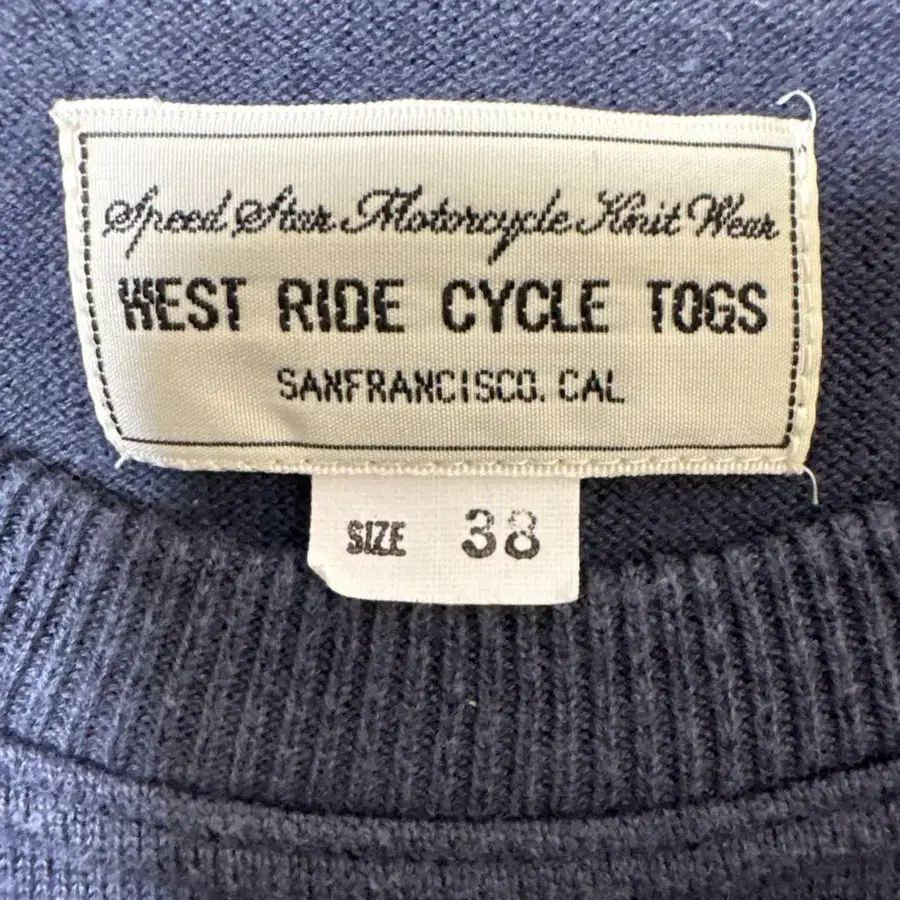 Speed Star Motorcycle Knit Wear
WEST RIDE CYCLE TOGS
SANFRANCISCO. CAL
SIZE 38